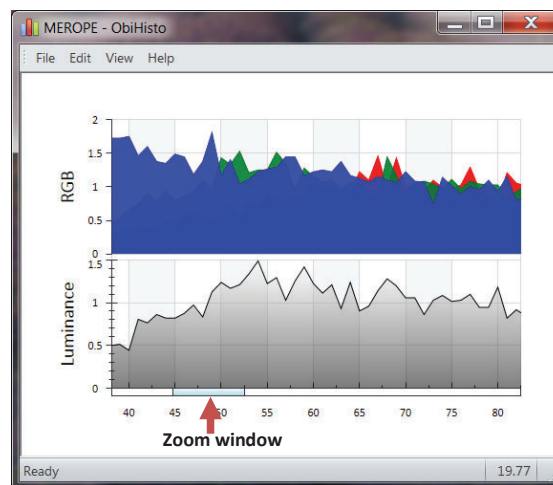 MEROPE - ObiHisto
File Edit View Help
2
1.5
1
0.5
0
RGB
1.5
1
0.5
0
Luminance
40 45 50 55 60 65 70 75 80
Zoom window
Ready 19.77